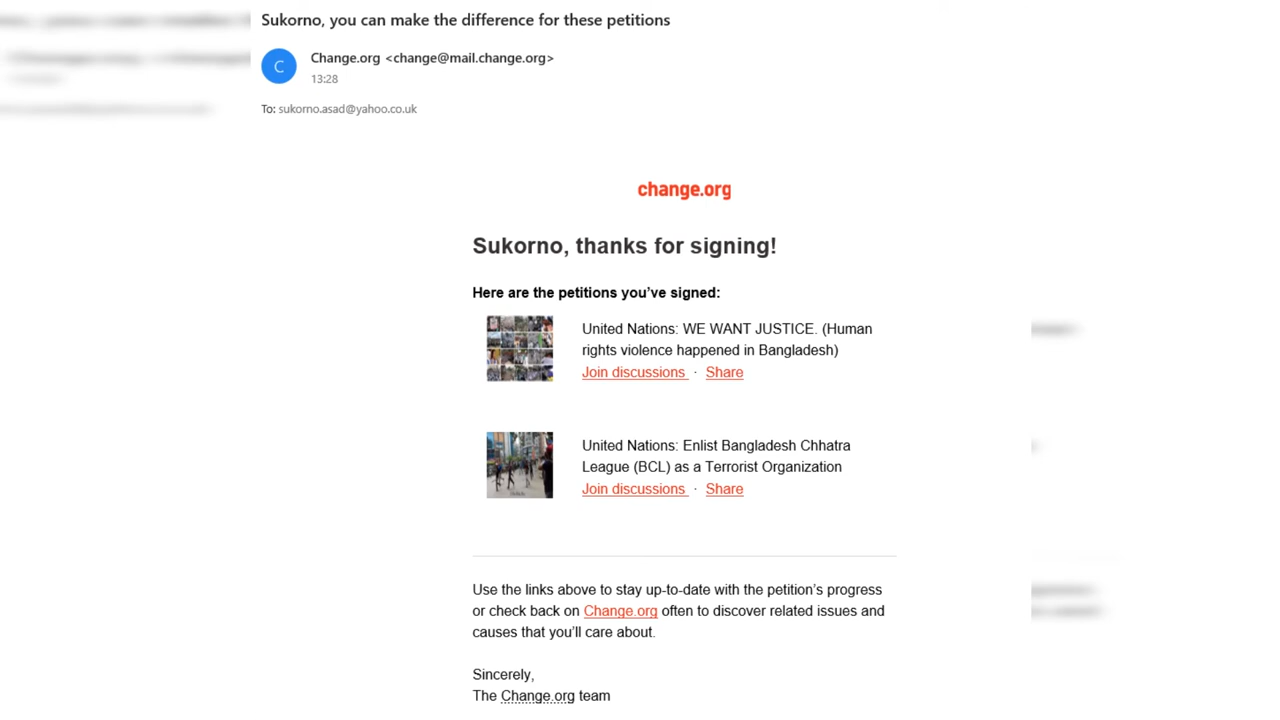 Sukorno, you can make the difference for these petitions
C
Change.org <change@mail.change.org>
13:28
To: sukorno.asad@yahoo.co.uk
change.org
Sukorno, thanks for signing!
Here are the petitions you’ve signed:
United Nations: WE WANT JUSTICE. (Human
rights violence happened in Bangladesh)
Join discussions · Share
United Nations: Enlist Bangladesh Chhatra
League (BCL) as a Terrorist Organization
Join discussions · Share
Use the links above to stay up-to-date with the petition’s progress
or check back on Change.org often to discover related issues and
causes that you’ll care about.
Sincerely,
The Change.org team